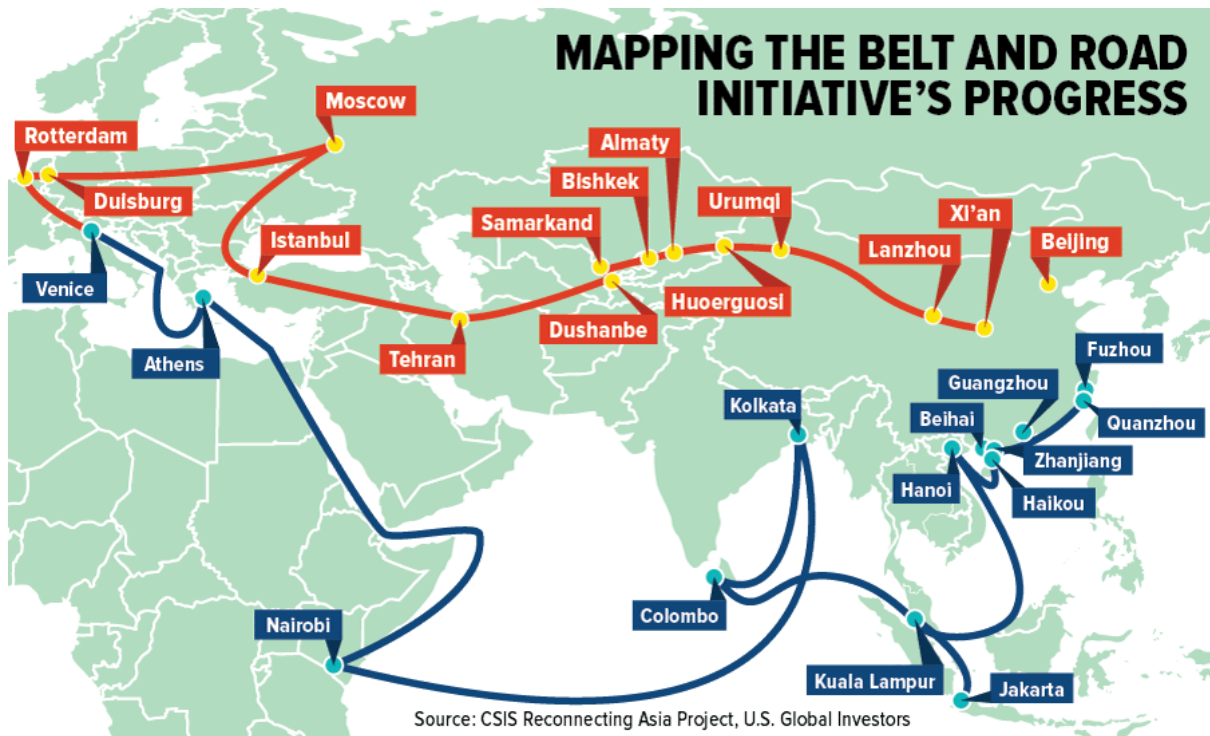 MAPPING THE BELT AND ROAD
INITIATIVE'S PROGRESS
Moscow
Rotterdam
Duisburg
Almaty
Bishkek
Urumqi
Samarkand
Xi'an
Istanbul
Lanzhou
Beijing
Venice
Huoerguosi
Dushanbe
Tehran
Athens
Fuzhou
Guangzhou
Kolkata
Beihai
Quanzhou
Zhanjiang
Hanoi
Haikou
Colombo
Nairobi
Kuala Lampur
Jakarta
Source: CSIS Reconnecting Asia Project, U.S. Global Investors